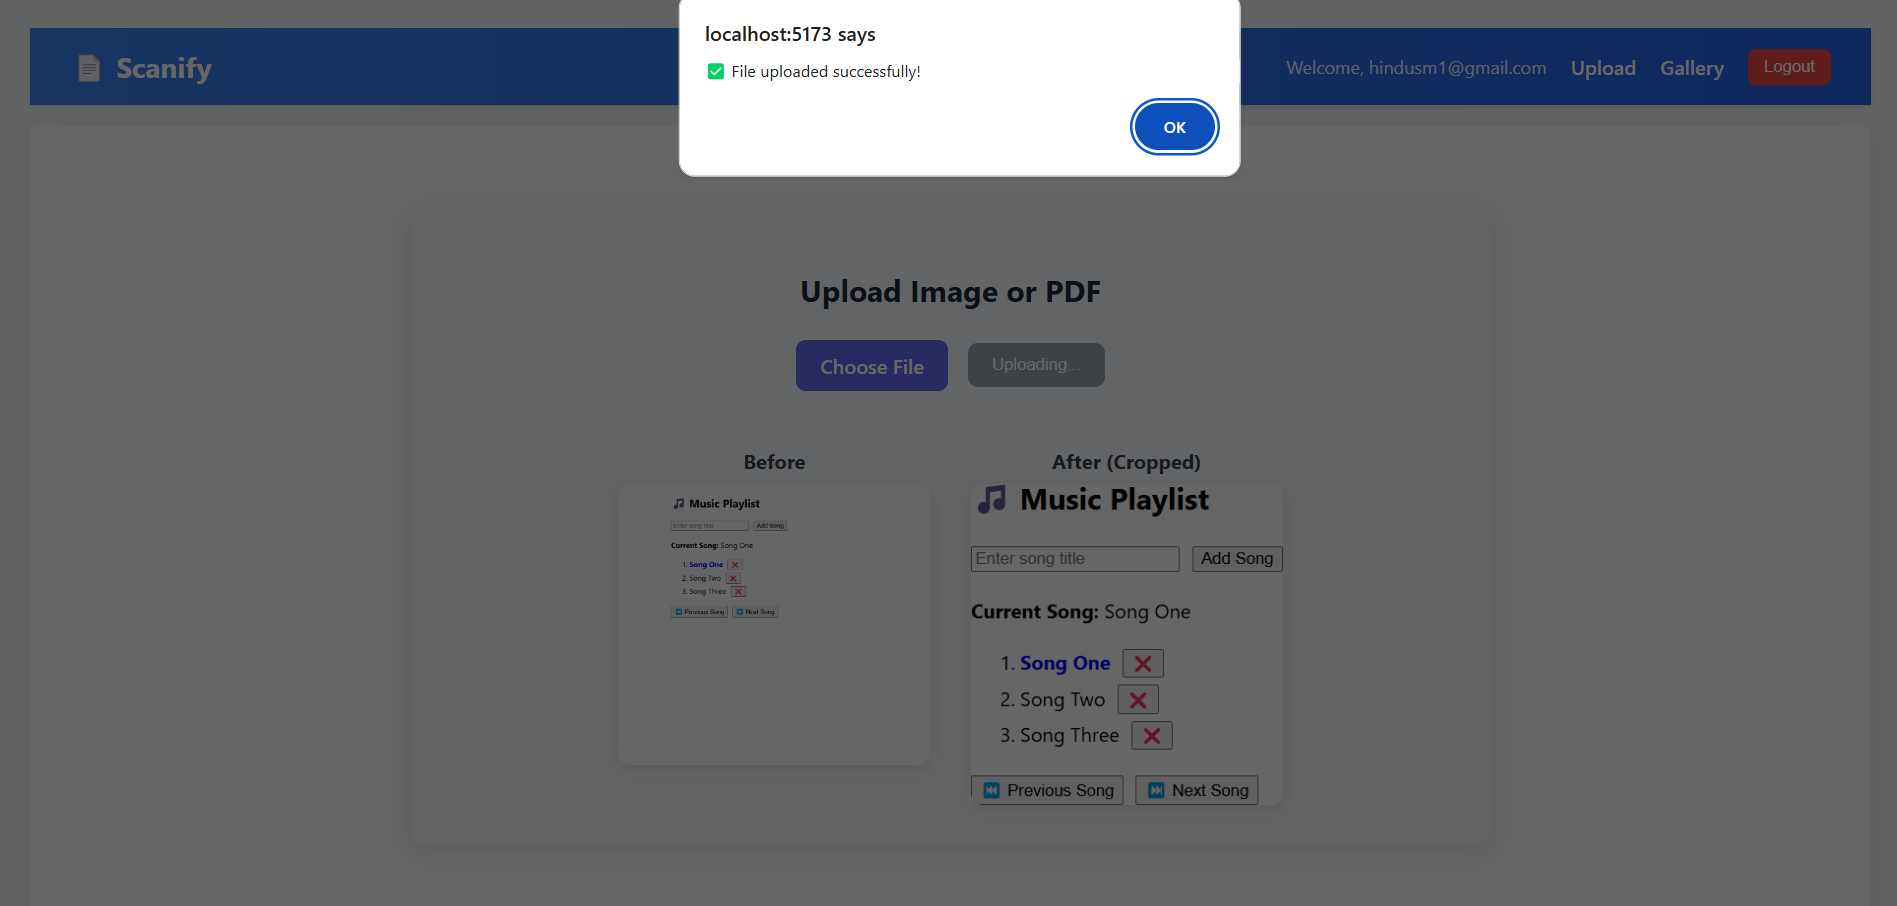 localhost:5173 says
✅ File uploaded successfully!
OK
Scanify
Welcome, hindusm1@gmail.com Upload Gallery Logout
Upload Image or PDF
Choose File Uploading...
Before
Music Playlist
Enter song title Add Song
Current Song: Song One
1. Song One ❌
2. Song Two ❌
3. Song Three ❌
⏮ Previous Song ⏭ Next Song
After (Cropped)
Music Playlist
Enter song title Add Song
Current Song: Song One
1. Song One ❌
2. Song Two ❌
3. Song Three ❌
⏮ Previous Song ⏭ Next Song